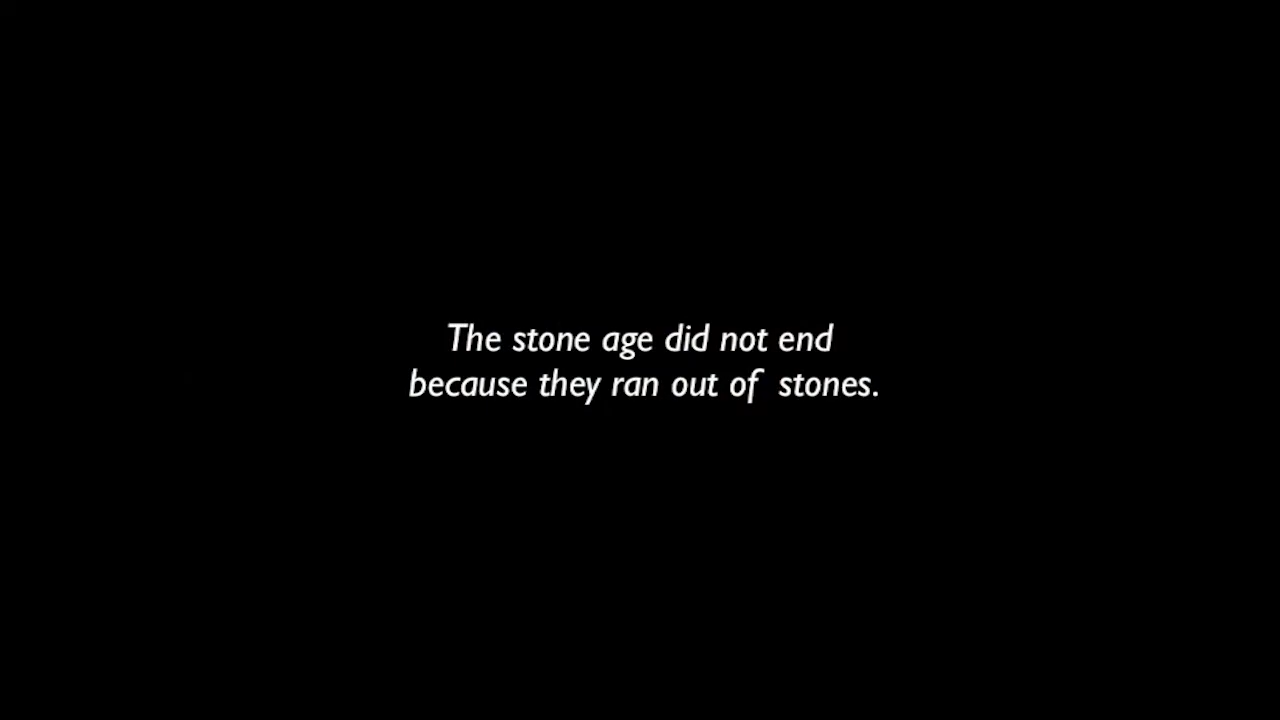 The stone age did not end
because they ran out of stones.